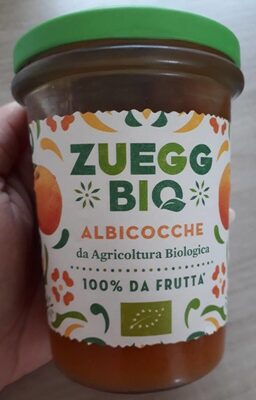 ZUEGG
BIO
ALBICOCCHE
da Agricoltura Biologica
100% DA FRUTTA*